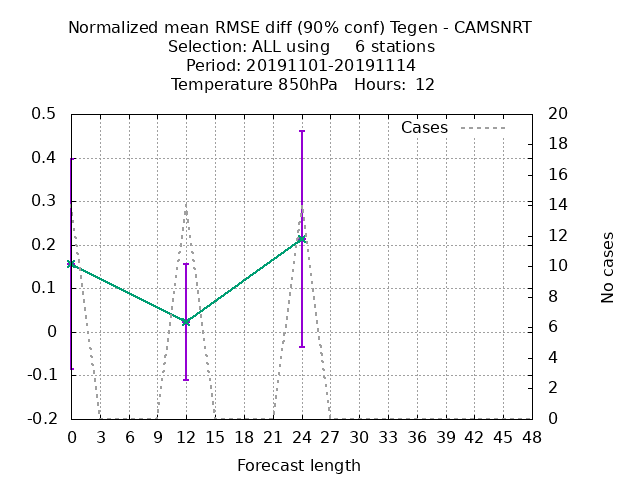 Normalized mean RMSE diff (90% conf) Tegen - CAMSNRT
Selection: ALL using     6 stations
Period: 20191101-20191114
Temperature 850hPa   Hours:  12
Cases
0.5
0.4
0.3
0.2
0.1
0
-0.1
-0.2
20
18
16
14
12
10
8
6
4
2
0
No cases
0 3 6 9 12 15 18 21 24 27 30 33 36 39 42 45 48
Forecast length